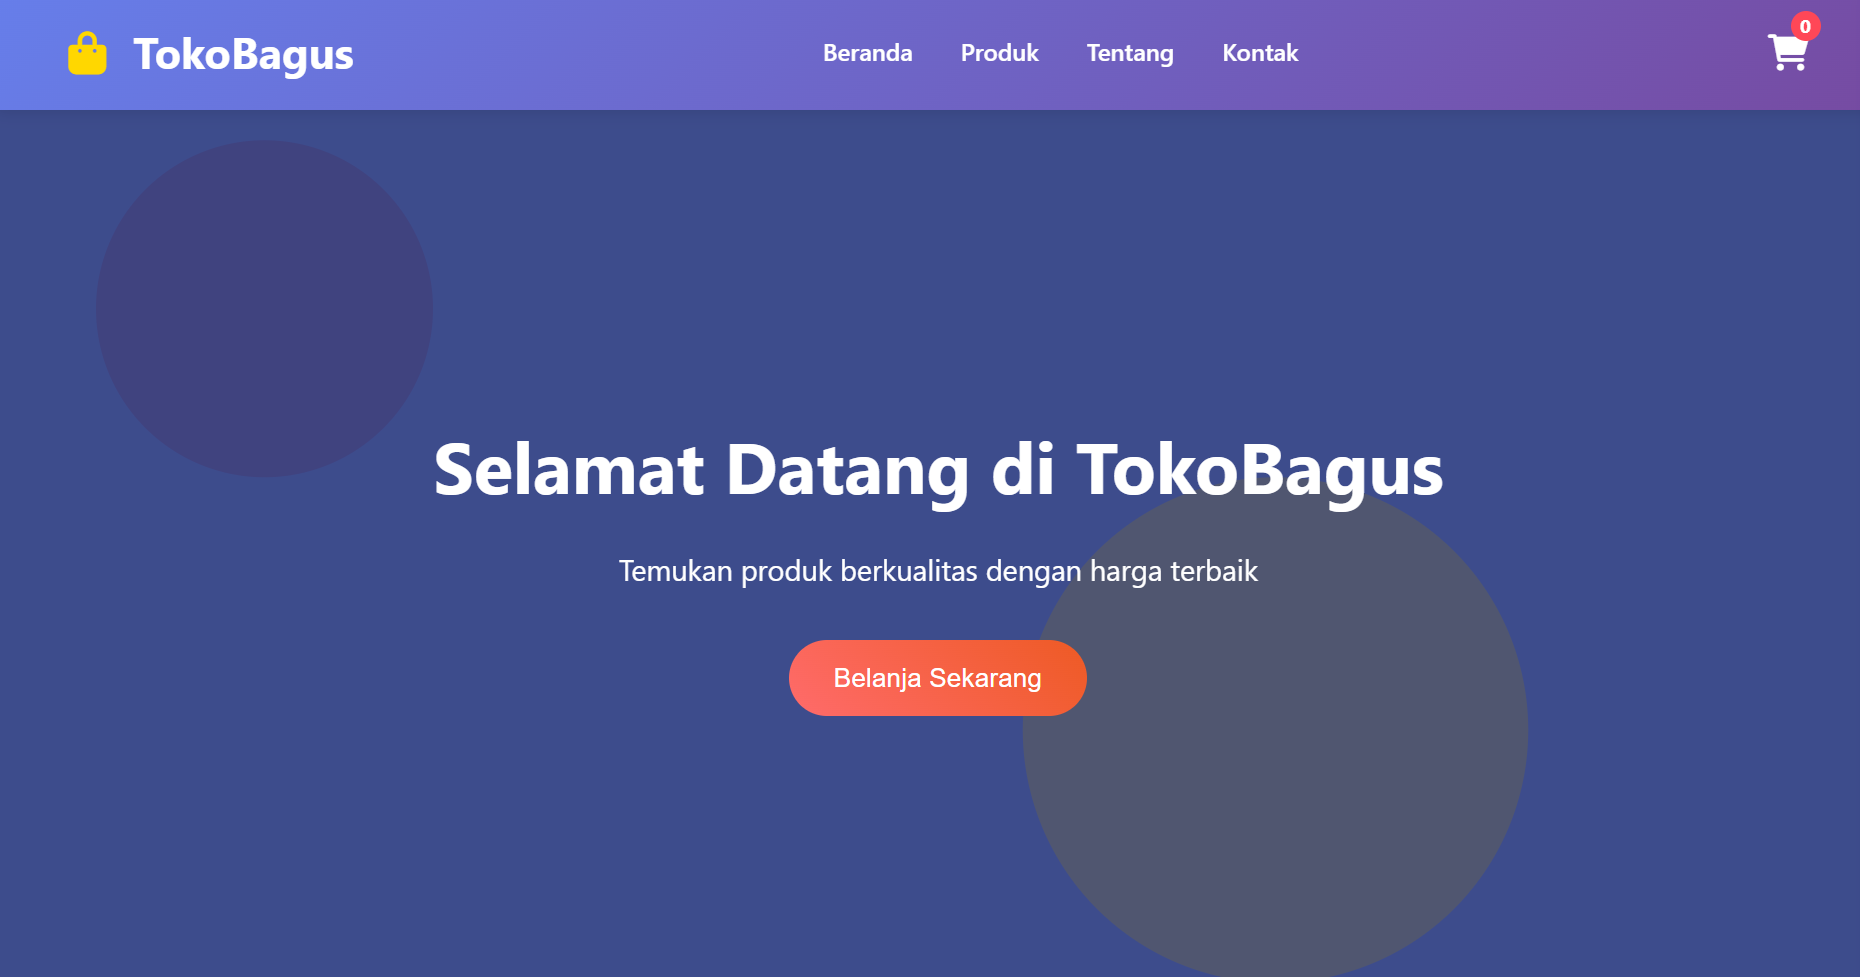 TokoBagus
Beranda Produk Tentang Kontak
0
Selamat Datang di TokoBagus
Temukan produk berkualitas dengan harga terbaik
Belanja Sekarang